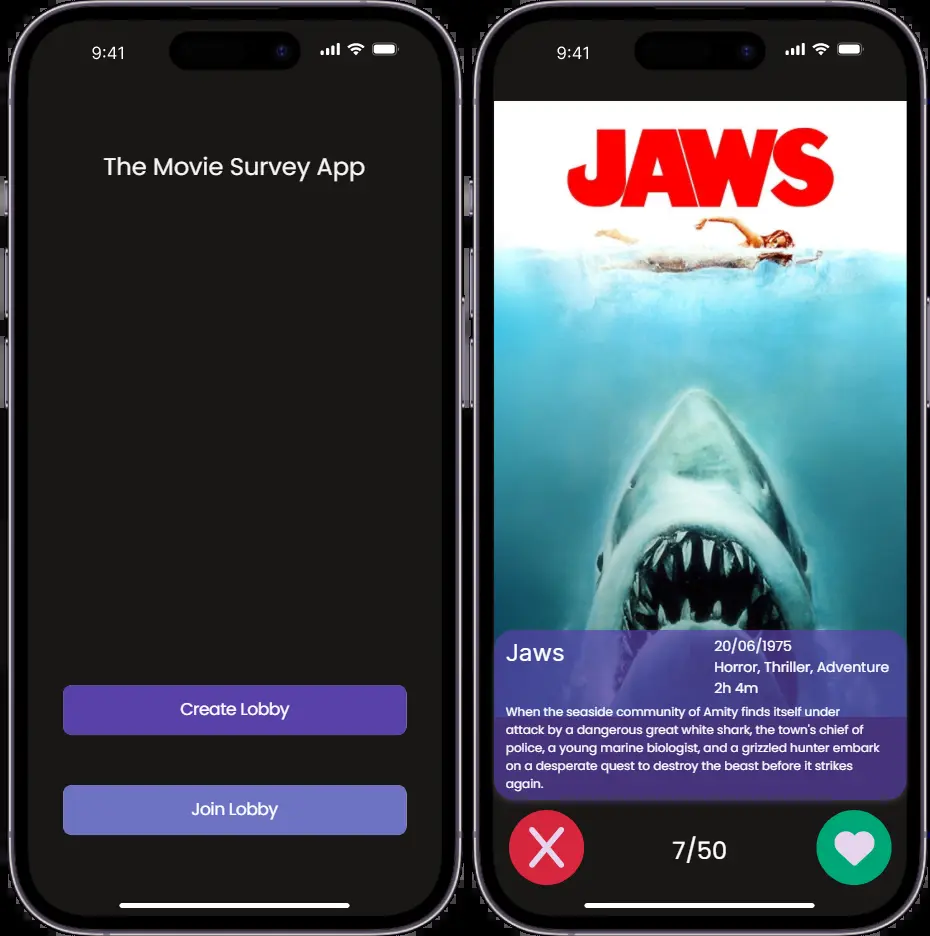 9:41
The Movie Survey App
Create Lobby
Join Lobby
9:41
JAWS
Jaws
20/06/1975
Horror, Thriller, Adventure
2h 4m
When the seaside community of Amity finds itself under
attack by a dangerous great white shark, the town's chief of
police, a young marine biologist, and a grizzled hunter embark
on a desperate quest to destroy the beast before it strikes
again.
7/50